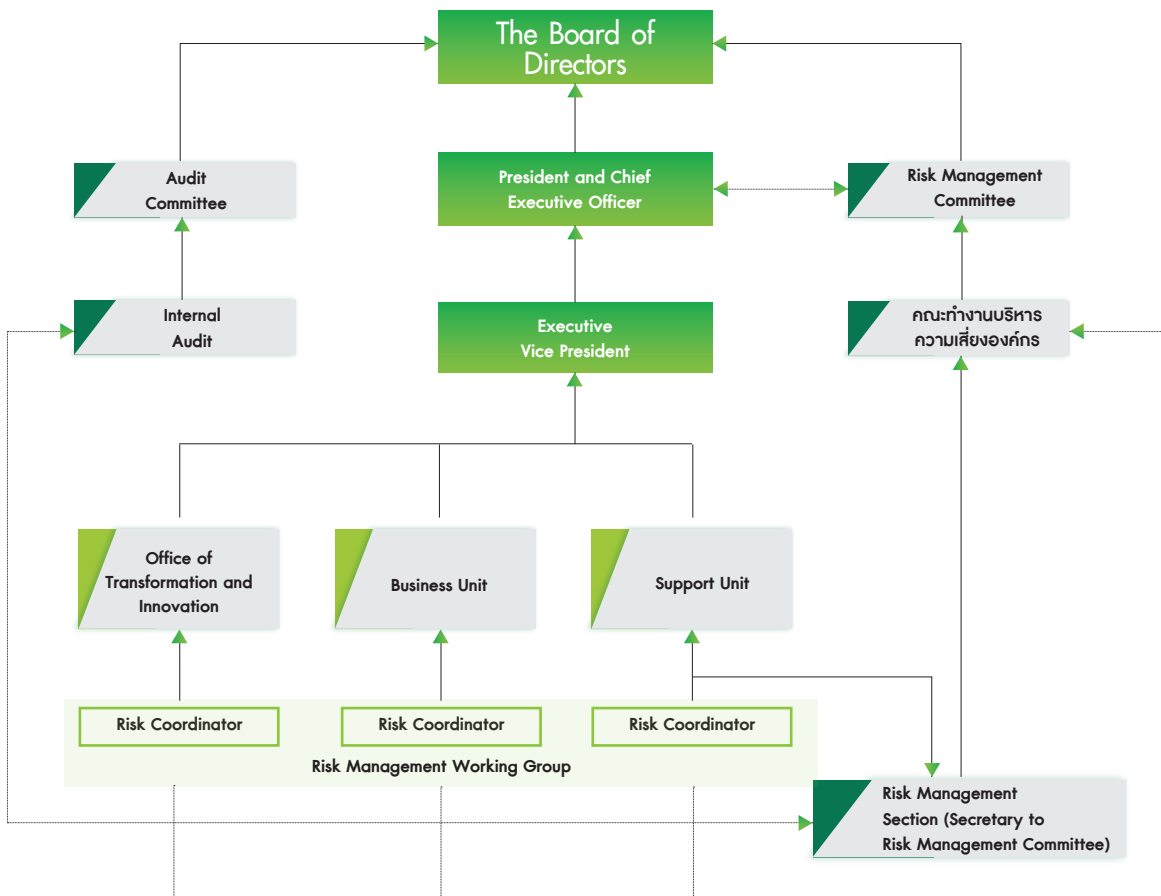 The Board of
Directors
Audit
Committee
President and Chief
Executive Officer
Risk Management
Committee
Internal
Audit
Executive
Vice President
คณะทำงานบริหาร
ความเสี่ยงองค์กร
Office of
Transformation and
Innovation
Business Unit
Support Unit
Risk Coordinator
Risk Coordinator
Risk Coordinator
Risk Management Working Group
Risk Management
Section (Secretary to
Risk Management Committee)